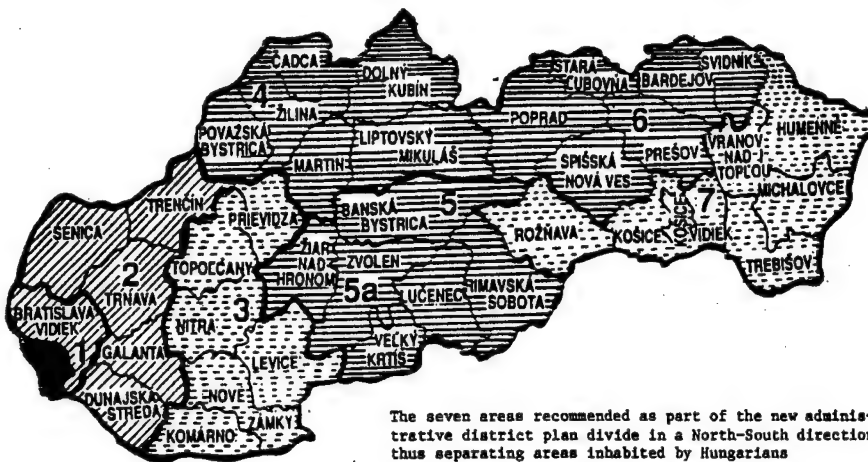 ČADCA
DOLNÝ
KUBÍN
STARÁ
ĽUBOVNA
SVIDNÍK
BARDEJOV
4
ŽILINA
POVAŽSKÁ
BYSTRICA
LIPTOVSKÝ
MIKULÁŠ
MARTIN
POPRAD
6
PREŠOV
SPIŠSKÁ
NOVÁ VES
VRANOV
NAD
TOPĽOU
HUMENNÉ
MICHALOVCE
TRENČÍN
PRIEVIDZA
BANSKÁ
BYSTRICA
5
ROŽŇAVA
KOŠICE
KOŠICE
7
VIDIEK
TREBIŠOV
SENICA
2
TRNAVA
TOPOĽČANY
ŽIAR
NAD
HRONOM
ZVOLEN
5a
LUČENEC
RIMAVSKÁ
SOBOTA
BRATISLAVA
VIDIEK
1
NITRA
3
GALANTA
LEVICE
VEĽKÝ
KRTÍŠ
DUNAJSKÁ
STREDA
NOVÉ
ZÁMKY
KOMÁRNO
The seven areas recommended as part of the new adminis-
trative district plan divide in a North-South direction
thus separating areas inhabited by Hungarians